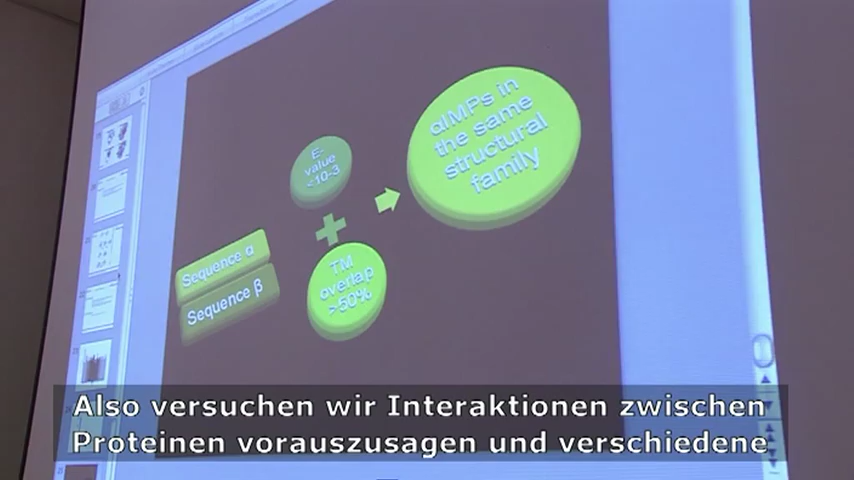 E-
value
<10-3
αIMPs in
the same
structural
family
Sequence α
Sequence β
TM
overlap
>50%
Also versuchen wir Interaktionen zwischen
Proteinen vorauszusagen und verschiedene